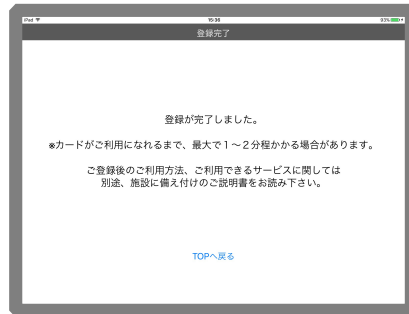 iPad 15:36 93%
登録完了
登録が完了しました。
※カードがご利用になれるまで、最大で１～２分程かかる場合があります。
ご登録後のご利用方法、ご利用できるサービスに関しては
別途、施設に備え付けのご説明書をお読み下さい。
TOPへ戻る